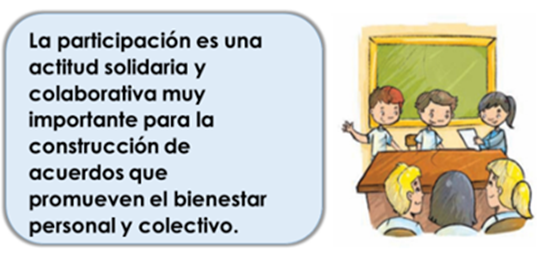 La participación es una
actitud solidaria y
colaborativa muy
importante para la
construcción de
acuerdos que
promueven el bienestar
personal y colectivo.